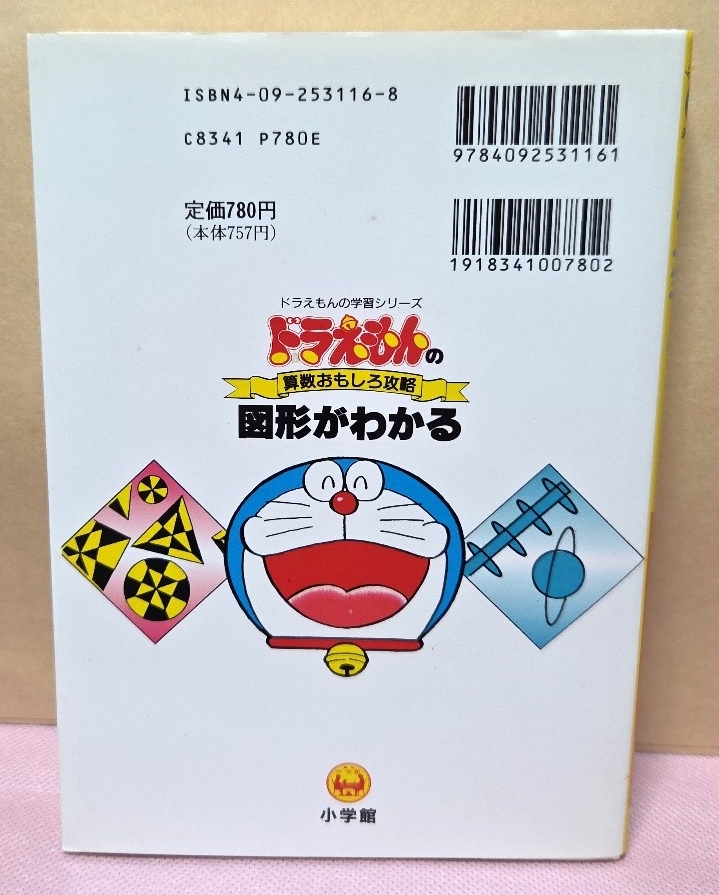 ISBN4-09-253116-8
C8341 P780E
9784092531161
定価780円
(本体757円)
1918341007802
ドラえもんの学習シリーズ
ドラえもんの
算数おもしろ攻略
図形がわかる
小学館